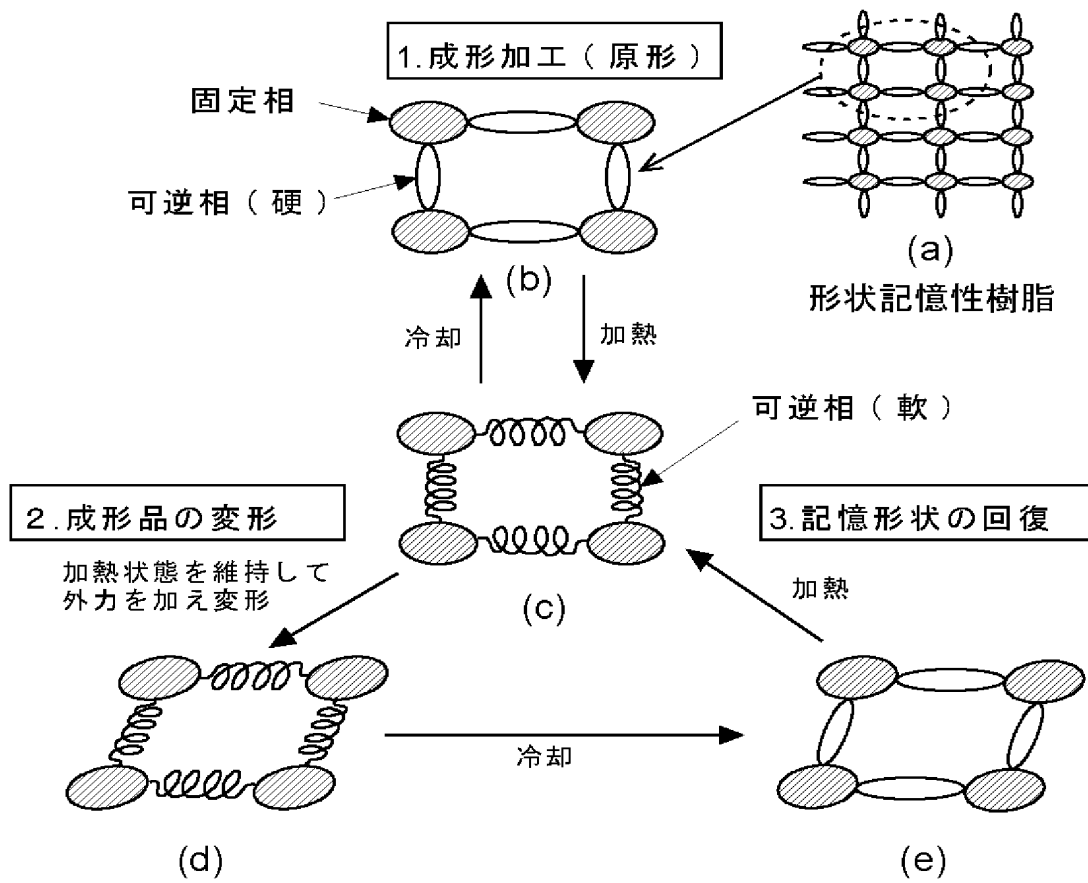 1.成形加工(原形)
固定相
可逆相(硬)
(a)
形状記憶性樹脂
(b)
冷却
加熱
可逆相(軟)
2.成形品の変形
加熱状態を維持して
外力を加え変形
3.記憶形状の回復
加熱
(c)
冷却
(d)
(e)